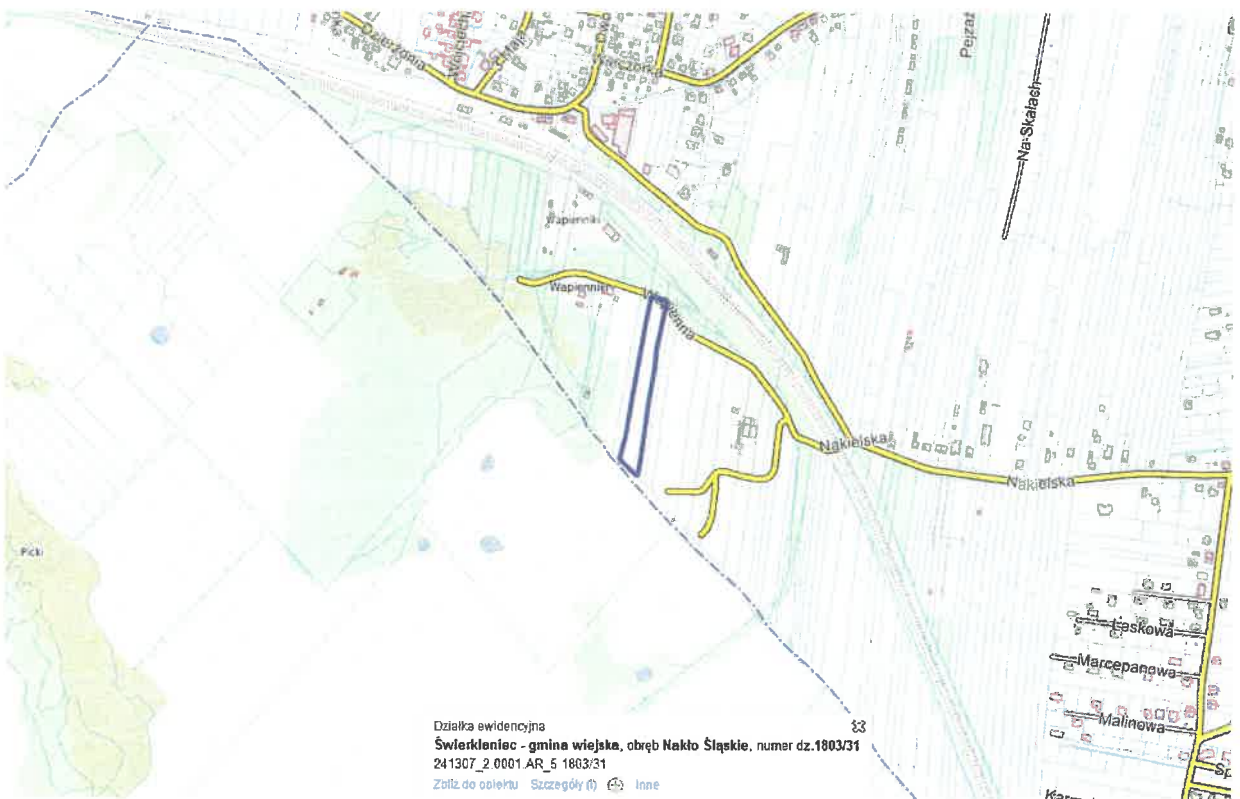 Pejzaż
Na Skałach
Wapienniki
Wapienniki
Wapienna
Nakielska
Nakielska
Picki
Laskowa
Marcepanowa
Malinowa
Działka ewidencyjna
Świerklaniec - gmina wiejska, obręb Nakło Śląskie, numer dz.1803/31
241307_2.0001.AR_5.1803/31
Zbliż do obiektu Szczegóły (i) Inne